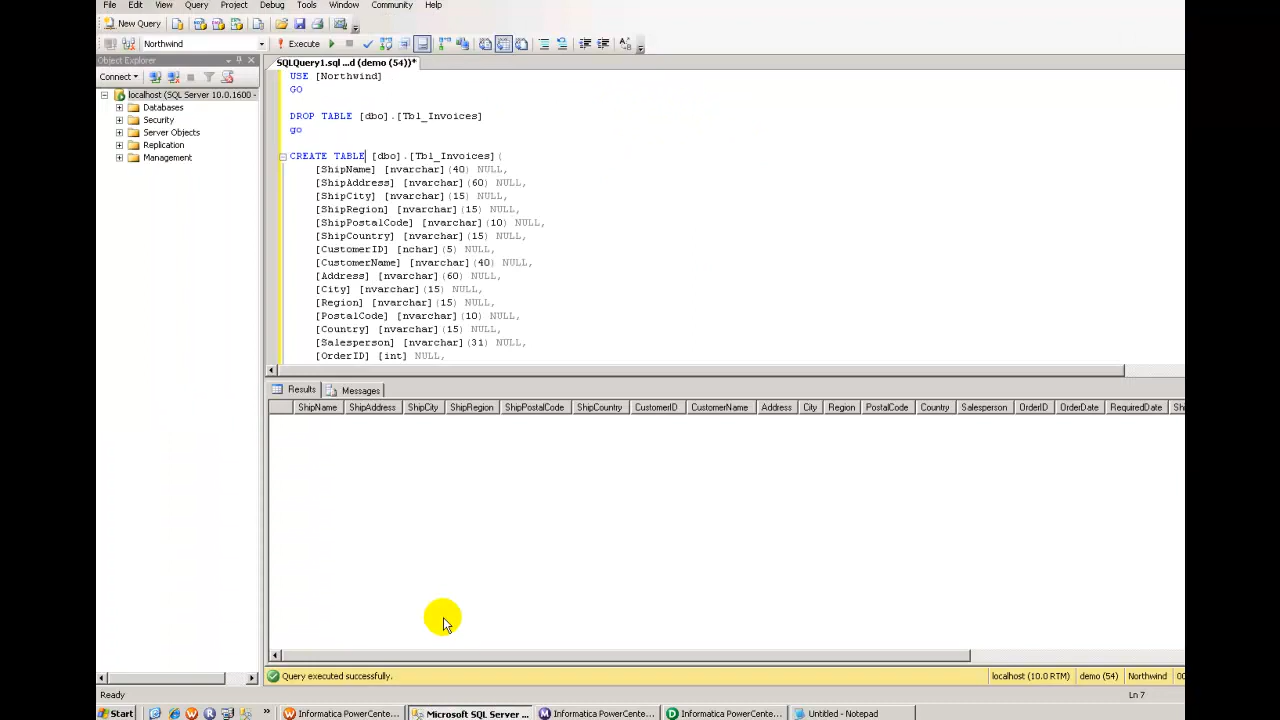 File Edit View Query Project Debug Tools Window Community Help
New Query
Northwind Execute
Object Explorer
Connect
localhost (SQL Server 10.0.1600 -
Databases
Security
Server Objects
Replication
Management
SQLQuery1.sql ...d (demo (54))*
USE [Northwind]
GO
DROP TABLE [dbo].[Tbl_Invoices]
go
CREATE TABLE [dbo].[Tbl_Invoices](
[ShipName] [nvarchar](40) NULL,
[ShipAddress] [nvarchar](60) NULL,
[ShipCity] [nvarchar](15) NULL,
[ShipRegion] [nvarchar](15) NULL,
[ShipPostalCode] [nvarchar](10) NULL,
[ShipCountry] [nvarchar](15) NULL,
[CustomerID] [nchar](5) NULL,
[CustomerName] [nvarchar](40) NULL,
[Address] [nvarchar](60) NULL,
[City] [nvarchar](15) NULL,
[Region] [nvarchar](15) NULL,
[PostalCode] [nvarchar](10) NULL,
[Country] [nvarchar](15) NULL,
[Salesperson] [nvarchar](31) NULL,
[OrderID] [int] NULL,
Results Messages
ShipName ShipAddress ShipCity ShipRegion ShipPostalCode ShipCountry CustomerID CustomerName Address City Region PostalCode Country Salesperson OrderID OrderDate RequiredDate Sh
Query executed successfully. localhost (10.0 RTM) demo (54) Northwind 00
Ready Ln 7
Start Informatica PowerCente... Microsoft SQL Server ... Informatica PowerCente... Informatica PowerCente... Untitled - Notepad